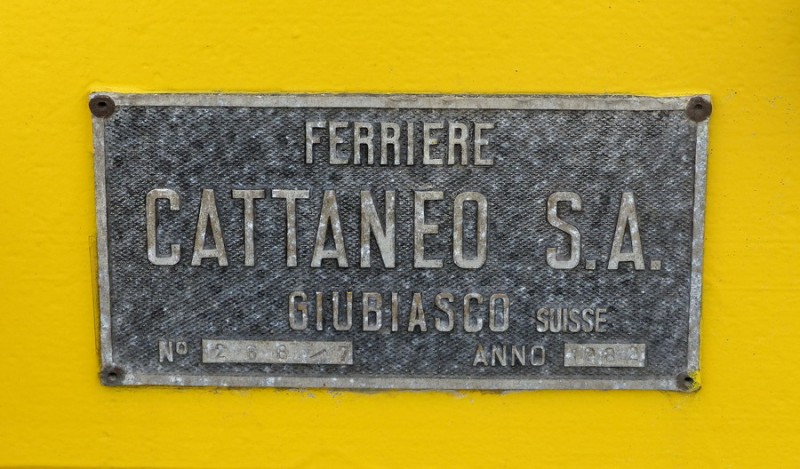 FERRIERE
CATTANEO S.A.
GIUBIASCO SUISSE
Nº ANNO